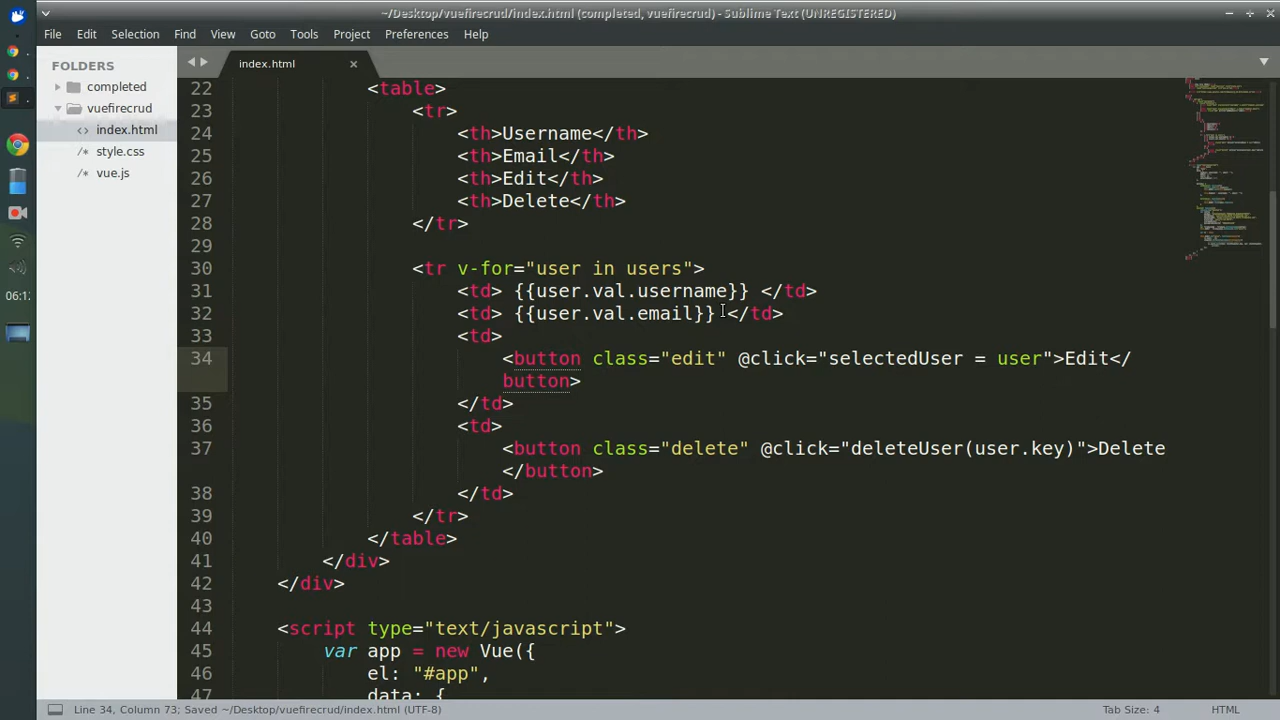 ~/Desktop/vuefirecrud/index.html (completed, vuefirecrud) - Sublime Text (UNREGISTERED)
File Edit Selection Find View Goto Tools Project Preferences Help
FOLDERS
completed
vuefirecrud
<> index.html
/* style.css
/* vue.js
06:12
index.html
22 <table>
23 <tr>
24 <th>Username</th>
25 <th>Email</th>
26 <th>Edit</th>
27 <th>Delete</th>
28 </tr>
29
30 <tr v-for="user in users">
31 <td> {{user.val.username}} </td>
32 <td> {{user.val.email}} </td>
33 <td>
34 <button class="edit" @click="selectedUser = user">Edit</
button>
35 </td>
36 <td>
37 <button class="delete" @click="deleteUser(user.key)">Delete
</button>
38 </td>
39 </tr>
40 </table>
41 </div>
42 </div>
43
44 <script type="text/javascript">
45 var app = new Vue({
46 el: "#app",
47 data: {
Line 34, Column 73; Saved ~/Desktop/vuefirecrud/index.html (UTF-8)
Tab Size: 4
HTML